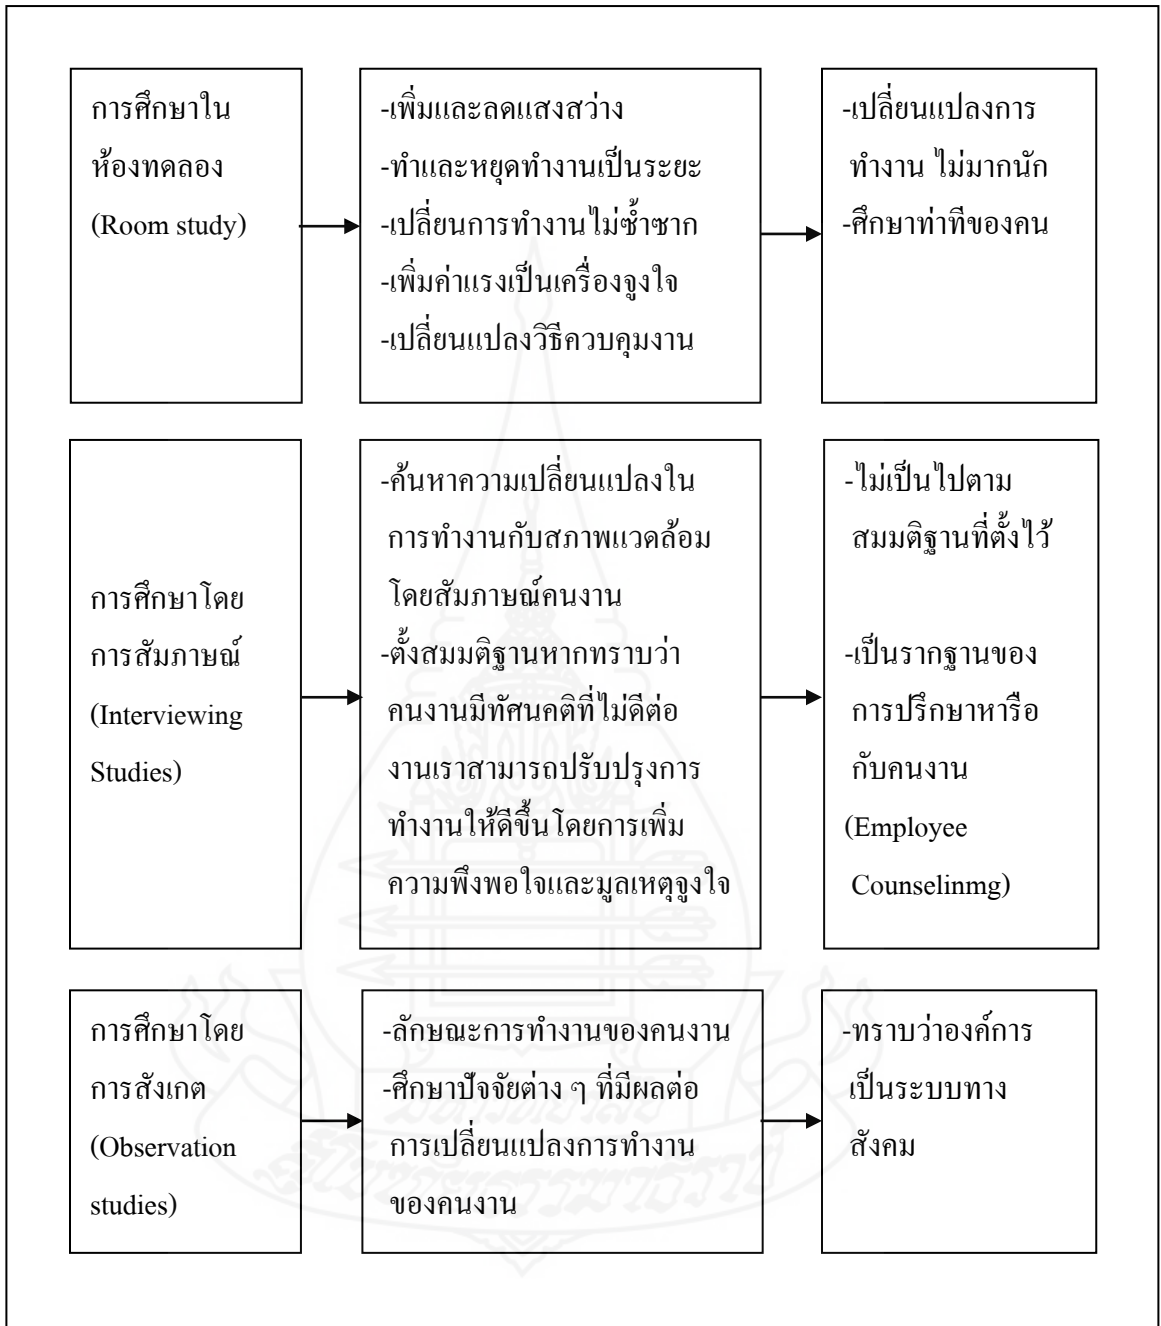 การศึกษาใน
ห้องทดลอง
(Room study)
-เพิ่มและลดแสงสว่าง
-ทำและหยุดทำงานเป็นระยะ
-เปลี่ยนการทำงานไม่ซ้ำซาก
-เพิ่มค่าแรงเป็นเครื่องจูงใจ
-เปลี่ยนแปลงวิธีควบคุมงาน
-เปลี่ยนแปลงการ
ทำงาน ไม่มากนัก
-ศึกษาท่าทีของคน
การศึกษาโดย
การสัมภาษณ์
(Interviewing
Studies)
-ค้นหาความเปลี่ยนแปลงใน
การทำงานกับสภาพแวดล้อม
โดยสัมภาษณ์คนงาน
-ตั้งสมมติฐานหากทราบว่า
คนงานมีทัศนคติที่ไม่ดีต่อ
งานเราสามารถปรับปรุงการ
ทำงานให้ดีขึ้นโดยการเพิ่ม
ความพึงพอใจและมูลเหตุจูงใจ
-ไม่เป็นไปตาม
สมมติฐานที่ตั้งไว้
-เป็นรากฐานของ
การปรึกษาหารือ
กับคนงาน
(Employee
Counselinmg)
การศึกษาโดย
การสังเกต
(Observation
studies)
-ลักษณะการทำงานของคนงาน
-ศึกษาปัจจัยต่าง ๆ ที่มีผลต่อ
การเปลี่ยนแปลงการทำงาน
ของคนงาน
-ทราบว่าองค์การ
เป็นระบบทาง
สังคม